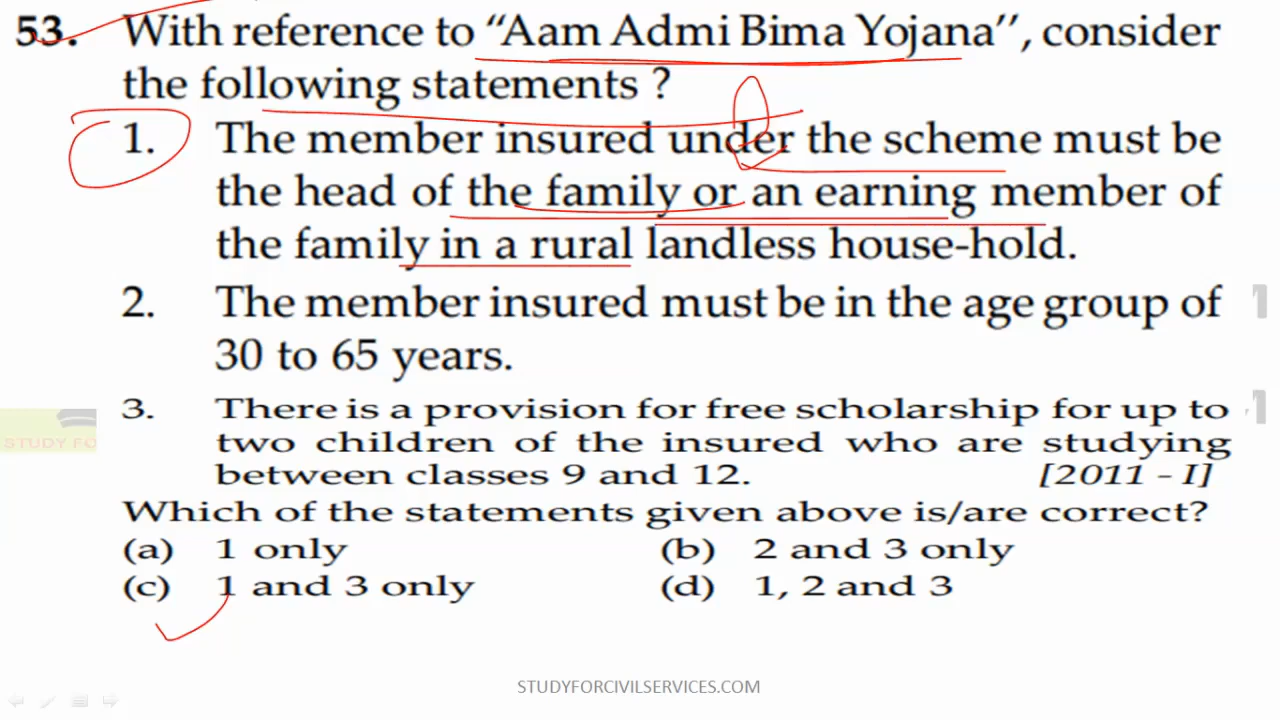 53. With reference to “Aam Admi Bima Yojana’’, consider
the following statements ?
1. The member insured under the scheme must be
the head of the family or an earning member of
the family in a rural landless house-hold.
2. The member insured must be in the age group of
30 to 65 years.
3. There is a provision for free scholarship for up to
two children of the insured who are studying
between classes 9 and 12. [2011 - I]
Which of the statements given above is/are correct?
(a) 1 only (b) 2 and 3 only
(c) 1 and 3 only (d) 1, 2 and 3
STUDY FO
STUDYFORCIVILSERVICES.COM